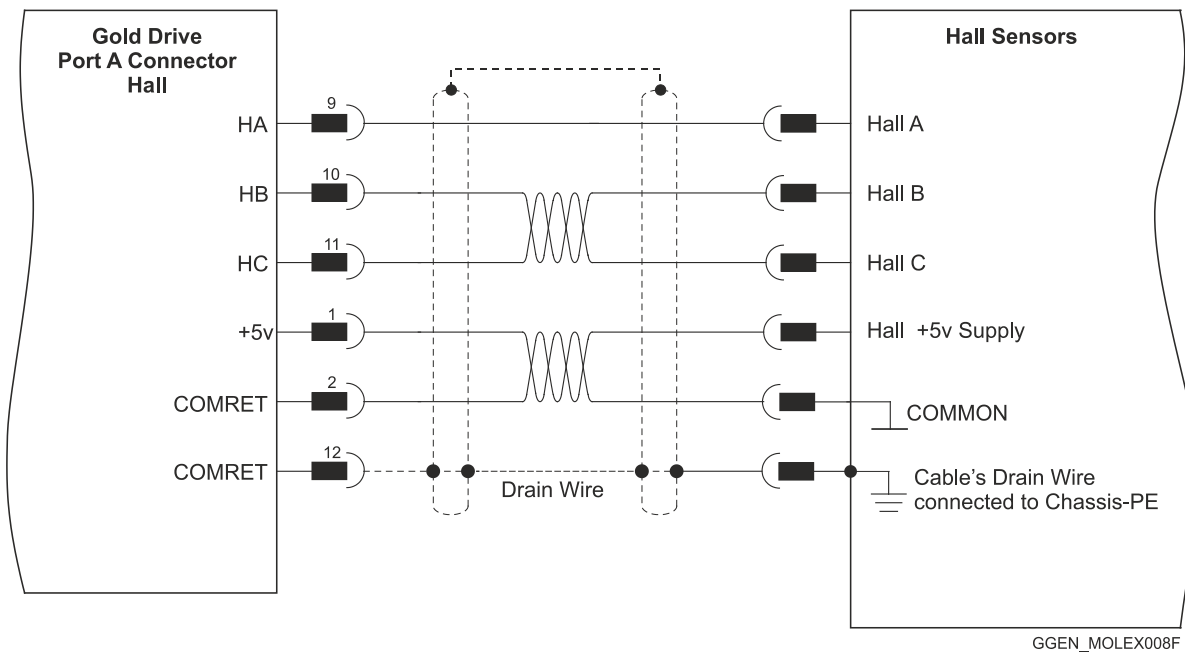 Gold Drive
Port A Connector
Hall
Hall Sensors
9
HA
Hall A
10
HB
Hall B
11
HC
Hall C
1
+5v
Hall +5v Supply
2
COMRET
COMMON
12
COMRET
Drain Wire
Cable's Drain Wire
connected to Chassis-PE
GGEN_MOLEX008F